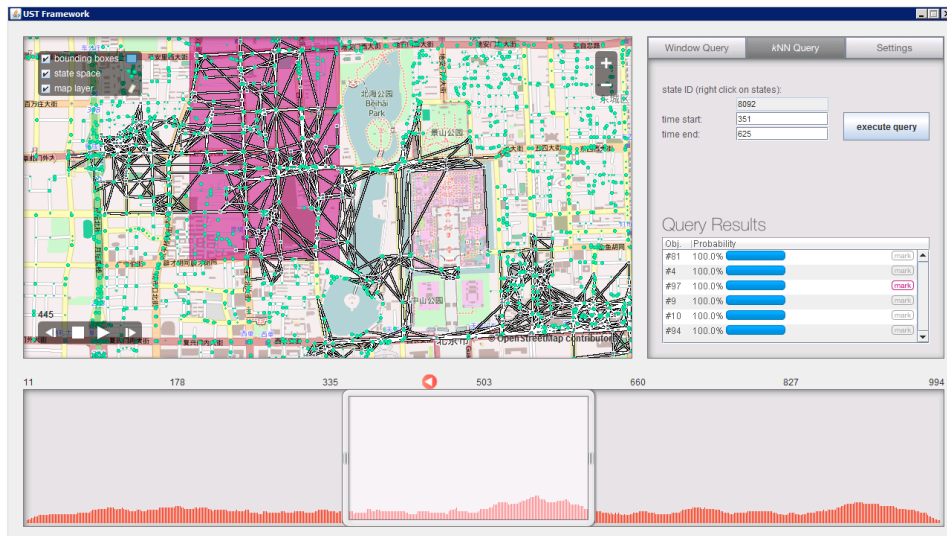 UST Framework
bounding boxes
state space
map layer
+
北海公园
Beihai
Park
景山公园
中山公园
445
© OpenStreetMap contributors
Window Query
kNN Query
Settings
state ID (right click on states):
8092
time start:
351
time end:
625
execute query
Query Results
Obj. Probability
#81 100.0% mark
#4 100.0% mark
#97 100.0% mark
#9 100.0% mark
#10 100.0% mark
#94 100.0% mark
11 178 335 503 660 827 994